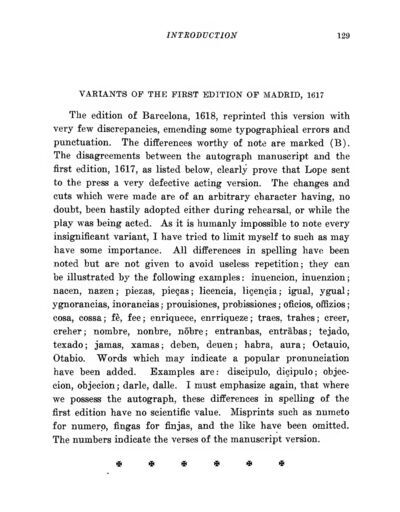 INTRODUCTION 129
VARIANTS OF THE FIRST EDITION OF MADRID, 1617
The edition of Barcelona, 1618, reprinted this version with
very few discrepancies, emending some typographical errors and
punctuation. The differences worthy of note are marked (B).
The disagreements between the autograph manuscript and the
first edition, 1617, as listed below, clearly prove that Lope sent
to the press a very defective acting version. The changes and
cuts which were made are of an arbitrary character having, no
doubt, been hastily adopted either during rehearsal, or while the
play was being acted. As it is humanly impossible to note every
insignificant variant, I have tried to limit myself to such as may
have some importance. All differences in spelling have been
noted but are not given to avoid useless repetition; they can
be illustrated by the following examples: inuencion, inuenzion;
nacen, nazen; piezas, pieças; licencia, liçençia; igual, ygual;
ygnorancias, inorancias; prouisiones, probissiones; oficios, offizios;
cosa, cossa; fê, fee; enriquece, enrriqueze; traes, trahes; creer,
creher; nombre, nonbre, nõbre; entranbas, entrãbas; tejado,
texado; jamas, xamas; deben, deuen; habra, aura; Octauio,
Otabio. Words which may indicate a popular pronunciation
have been added. Examples are: discipulo, diçipulo; objec-
cion, objecion; darle, dalle. I must emphasize again, that where
we possess the autograph, these differences in spelling of the
first edition have no scientific value. Misprints such as numeto
for numero, fingas for finjas, and the like have been omitted.
The numbers indicate the verses of the manuscript version.
✠ ✠ ✠ ✠ ✠ ✠